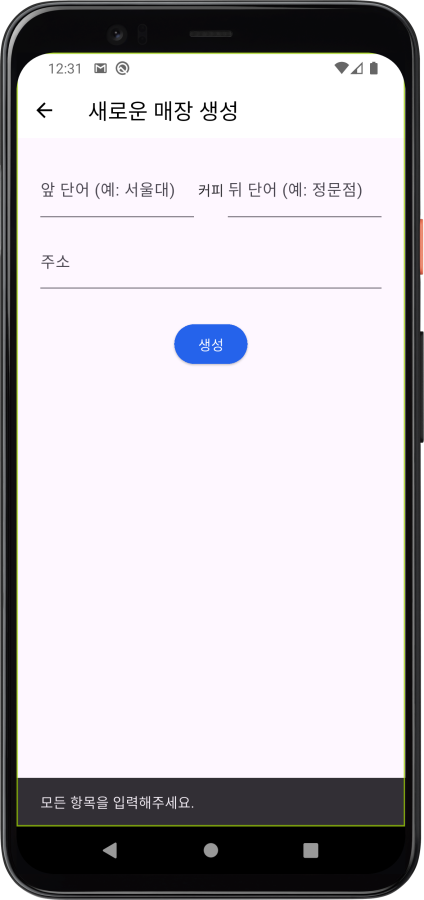 12:31
새로운 매장 생성
앞 단어 (예: 서울대) 커피 뒤 단어 (예: 정문점)
주소
생성
모든 항목을 입력해주세요.